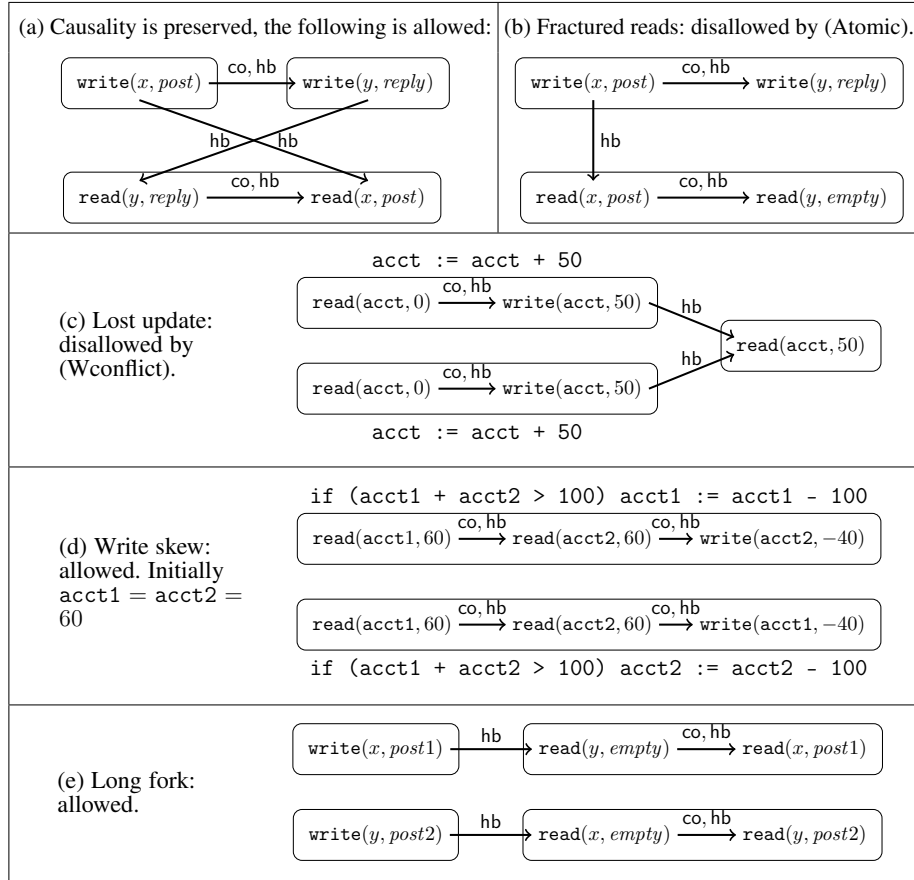 (a) Causality is preserved, the following is allowed:
write(x, post) co, hb write(y, reply)
hb hb
read(y, reply) co, hb read(x, post)
(b) Fractured reads: disallowed by (Atomic).
write(x, post) co, hb write(y, reply)
hb
read(x, post) co, hb read(y, empty)
(c) Lost update:
disallowed by
(Wconflict).
acct := acct + 50
read(acct, 0) co, hb write(acct, 50) hb
read(acct, 50)
read(acct, 0) co, hb write(acct, 50) hb
acct := acct + 50
(d) Write skew:
allowed. Initially
acct1 = acct2 =
60
if (acct1 + acct2 > 100) acct1 := acct1 - 100
read(acct1, 60) co, hb read(acct2, 60) co, hb write(acct2, −40)
read(acct1, 60) co, hb read(acct2, 60) co, hb write(acct1, −40)
if (acct1 + acct2 > 100) acct2 := acct2 - 100
(e) Long fork:
allowed.
write(x, post1) hb read(y, empty) co, hb read(x, post1)
write(y, post2) hb read(x, empty) co, hb read(y, post2)